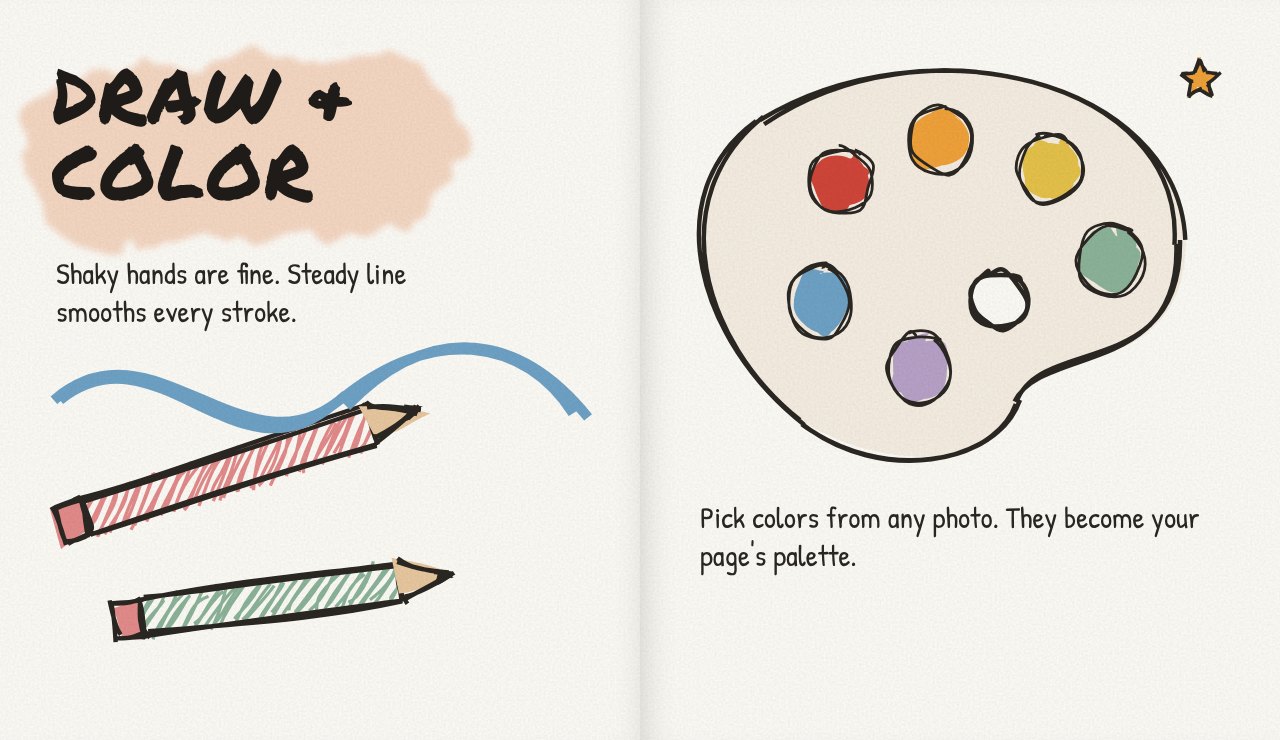 DRAW &
COLOR
Shaky hands are fine. Steady line
smooths every stroke.
Pick colors from any photo. They become your
page's palette.